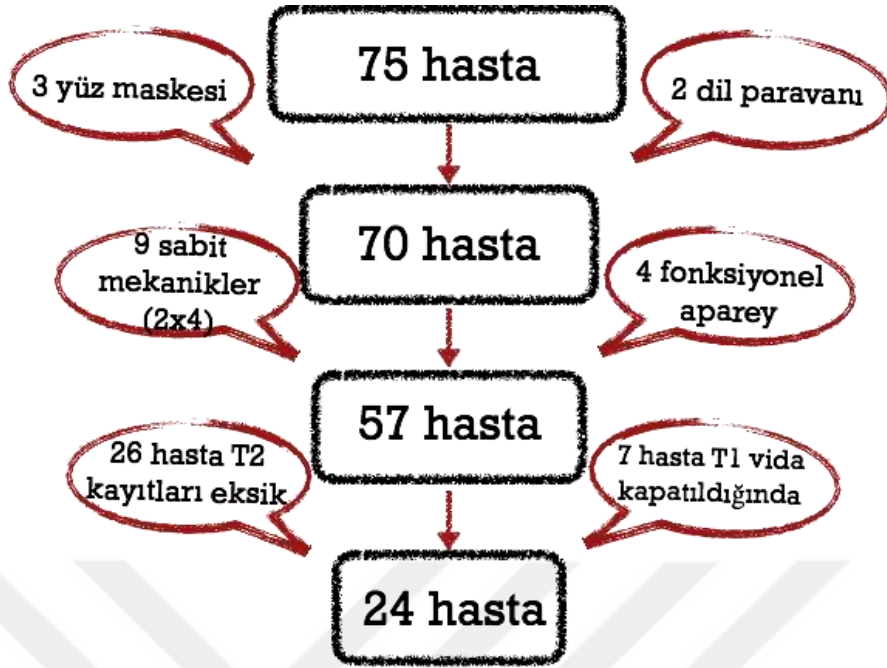 75 hasta
3 yüz maskesi
2 dil paravanı
70 hasta
9 sabit
mekanikler
(2x4)
4 fonksiyonel
aparey
57 hasta
26 hasta T2
kayıtları eksik
7 hasta T1 vida
kapatıldığında
24 hasta